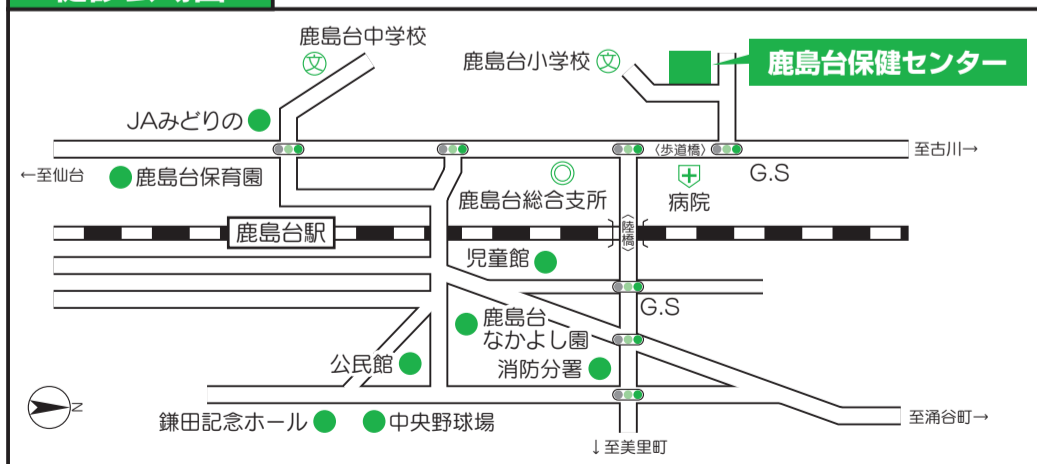 鹿島台中学校
文
鹿島台小学校
文
鹿島台保健センター
JAみどりの
〈歩道橋〉
至古川→
←至仙台
鹿島台保育園
鹿島台総合支所
病院
G.S
鹿島台駅
〈陸橋〉
児童館
G.S
鹿島台
なかよし園
公民館
消防分署
N
鎌田記念ホール
中央野球場
至涌谷町→
↓至美里町